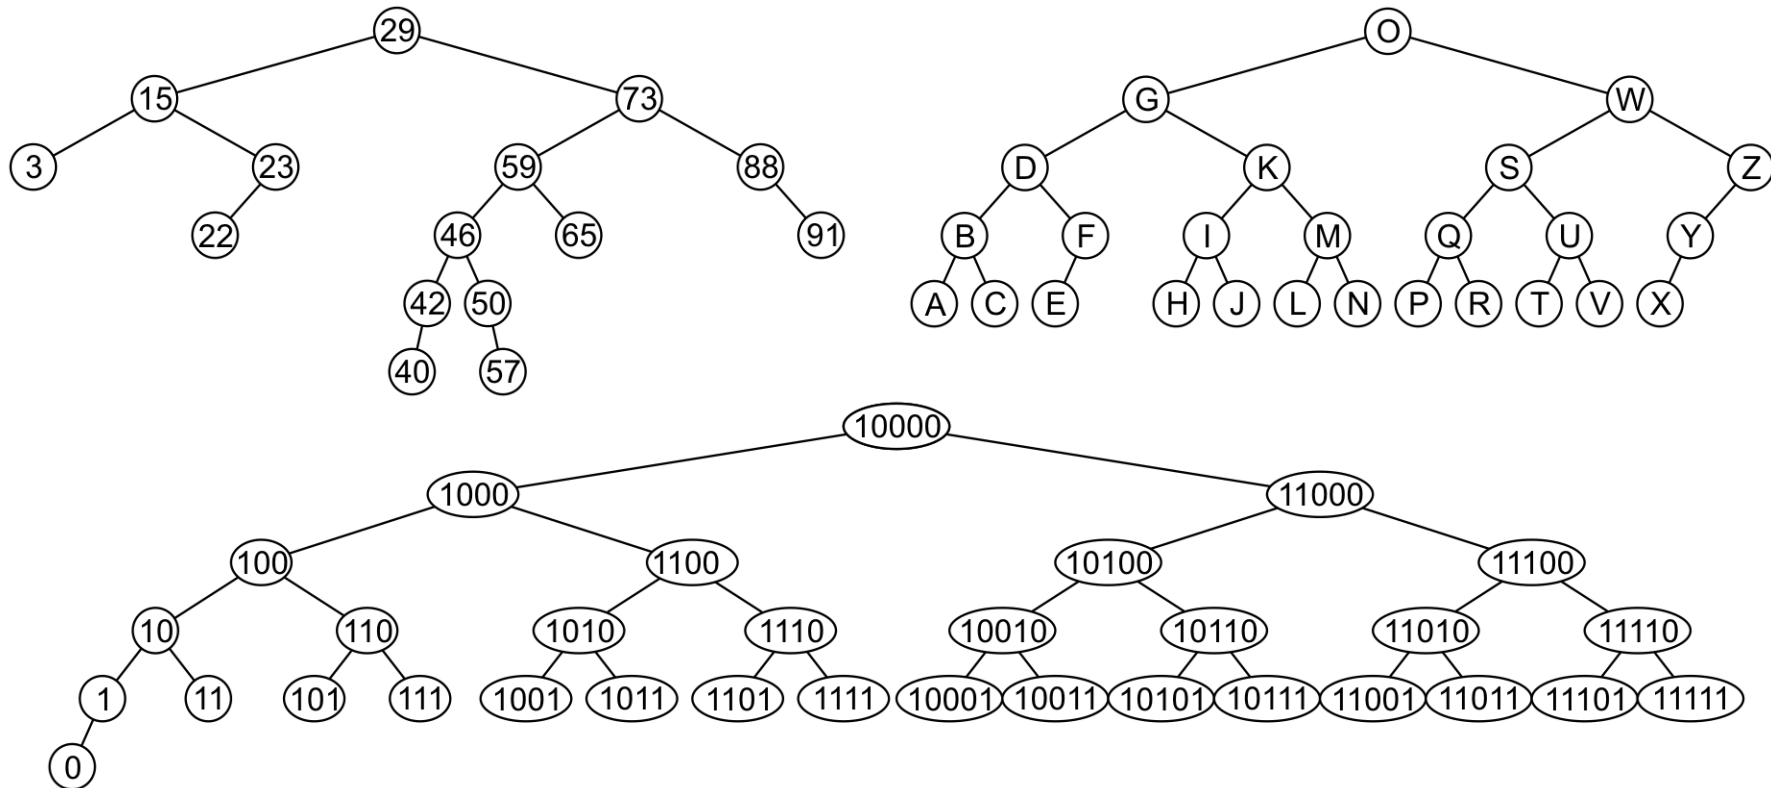 29 O
15 73 G W
3 23 59 88 D K S Z
22 46 65 91 B F I M Q U Y
42 50 A C E H J L N P R T V X
40 57
10000
1000 11000
100 1100 10100 11100
10 110 1010 1110 10010 10110 11010 11110
1 11 101 111 1001 1011 1101 1111 10001 10011 10101 10111 11001 11011 11101 11111
0